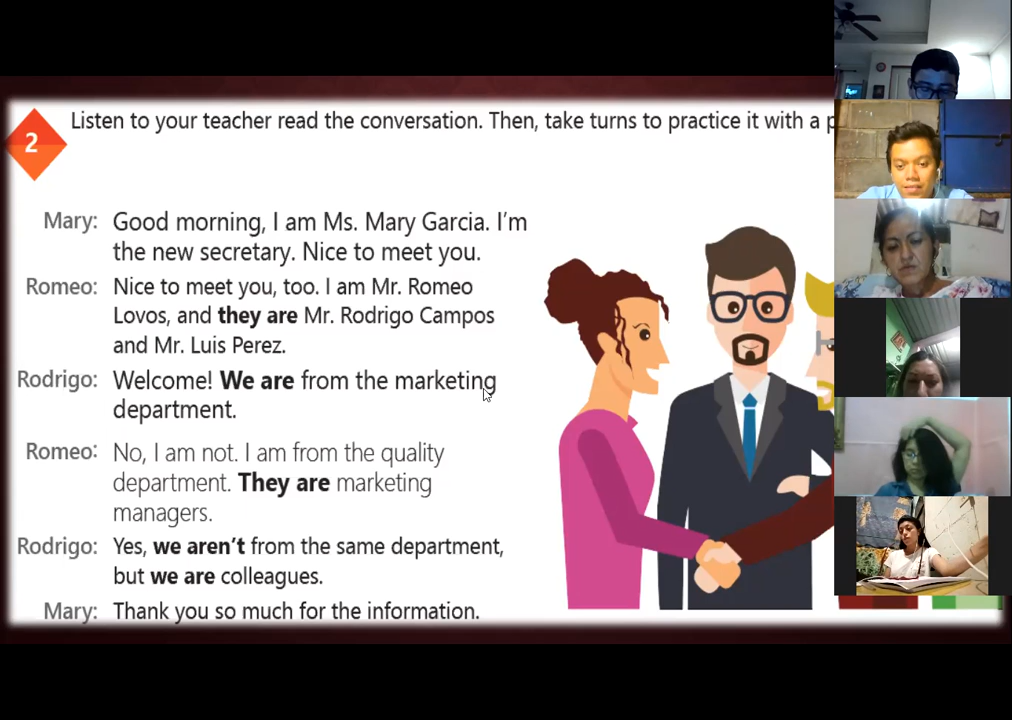 2
Listen to your teacher read the conversation. Then, take turns to practice it with a
Mary: Good morning, I am Ms. Mary Garcia. I'm
the new secretary. Nice to meet you.
Romeo: Nice to meet you, too. I am Mr. Romeo
Lovos, and they are Mr. Rodrigo Campos
and Mr. Luis Perez.
Rodrigo: Welcome! We are from the marketing
department.
Romeo: No, I am not. I am from the quality
department. They are marketing
managers.
Rodrigo: Yes, we aren't from the same department,
but we are colleagues.
Mary: Thank you so much for the information.